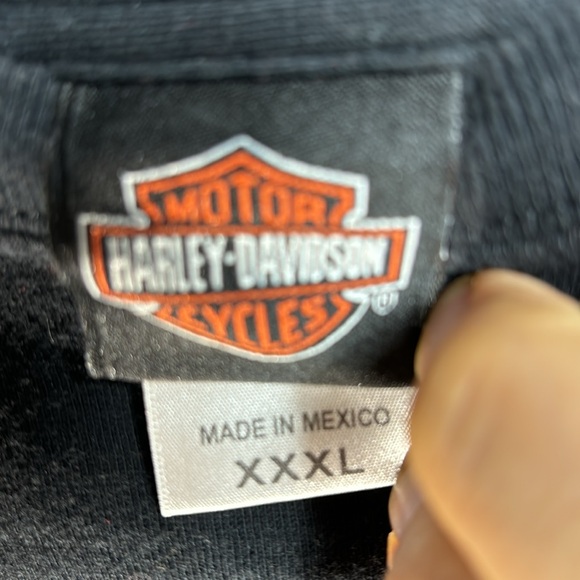 MOTOR
HARLEY-DAVIDSON
CYCLES
®
MADE IN MEXICO
XXXL